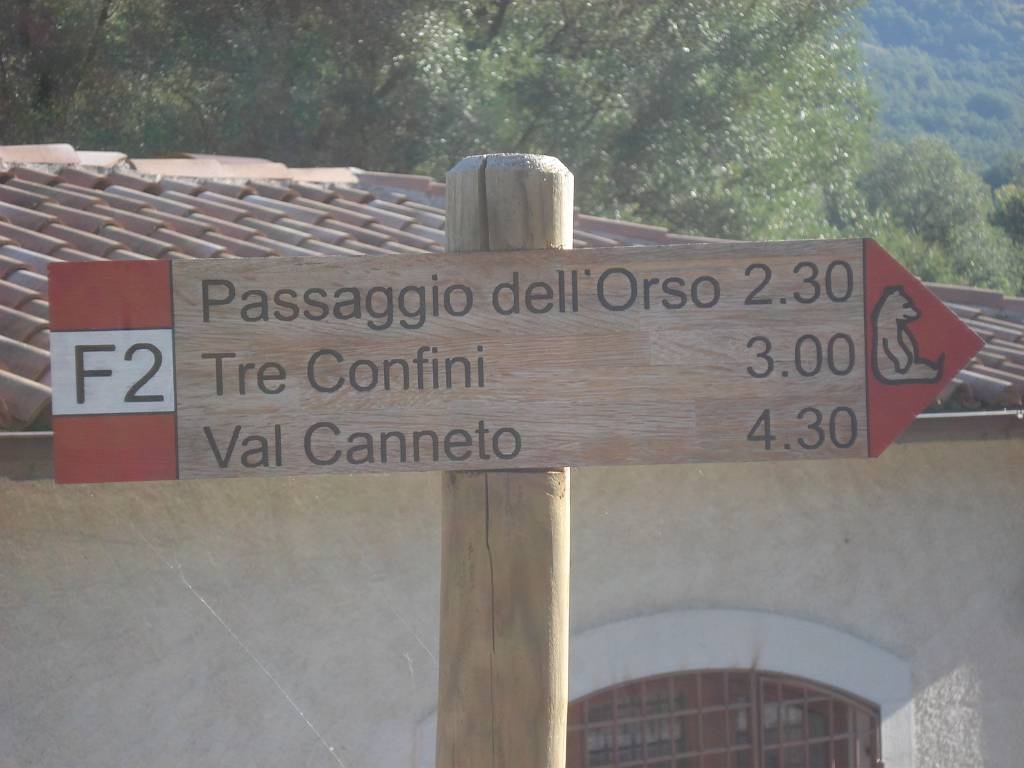 F2
Passaggio dell'Orso 2.30
Tre Confini 3.00
Val Canneto 4.30